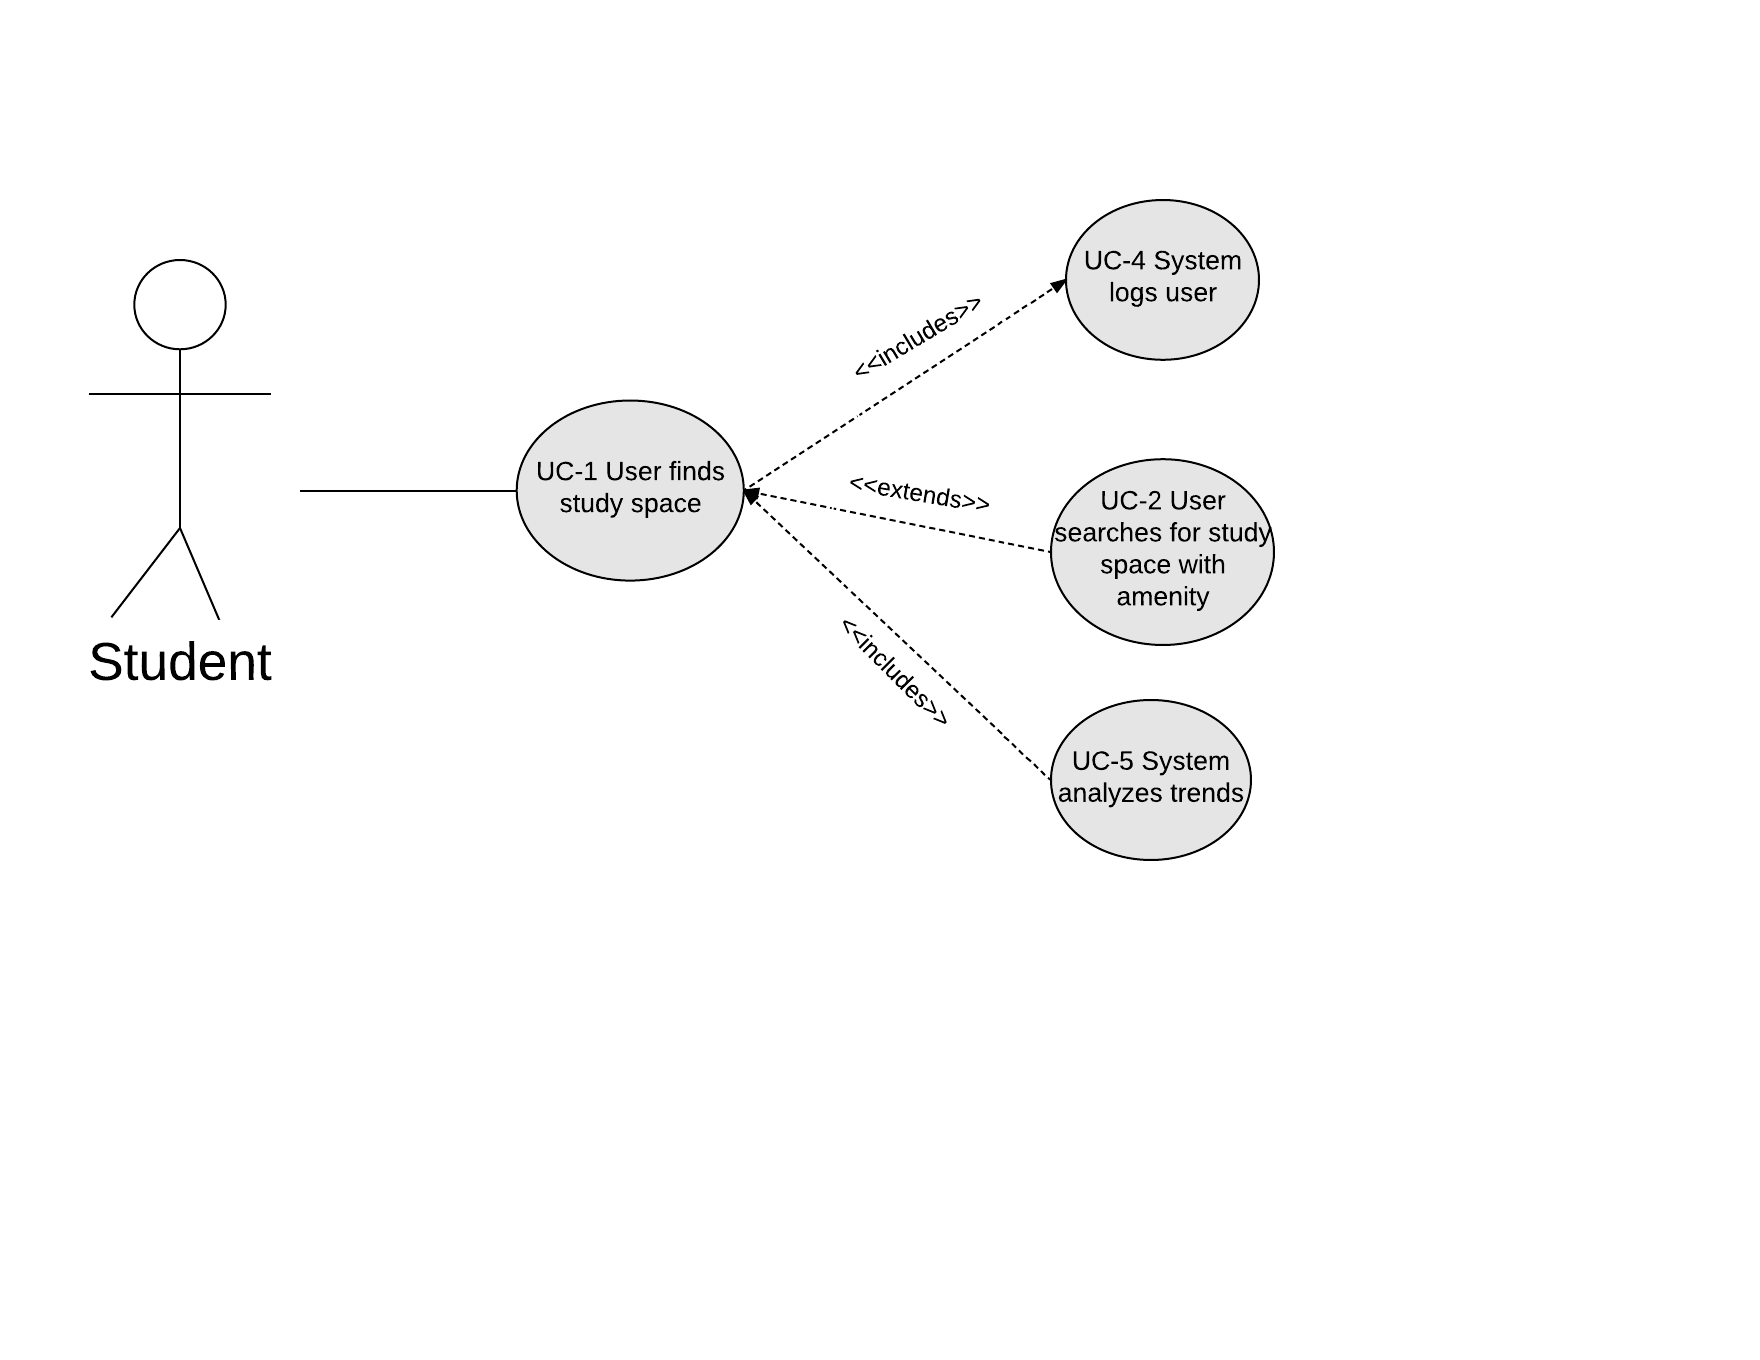 Student
UC-1 User finds
study space
<<includes>>
<<extends>>
<<includes>>
UC-4 System
logs user
UC-2 User
searches for study
space with
amenity
UC-5 System
analyzes trends